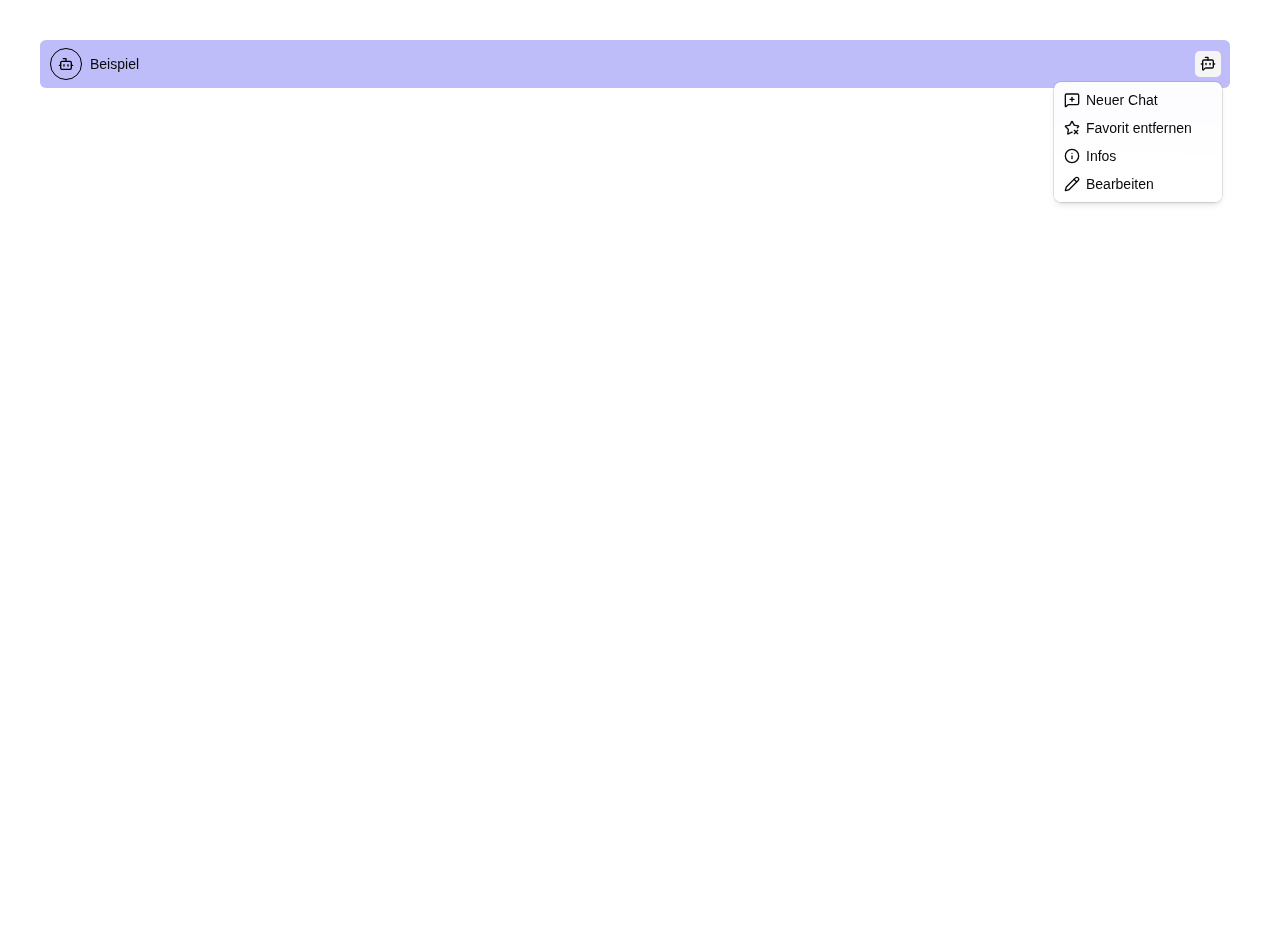 Beispiel
Neuer Chat
Favorit entfernen
Infos
Bearbeiten